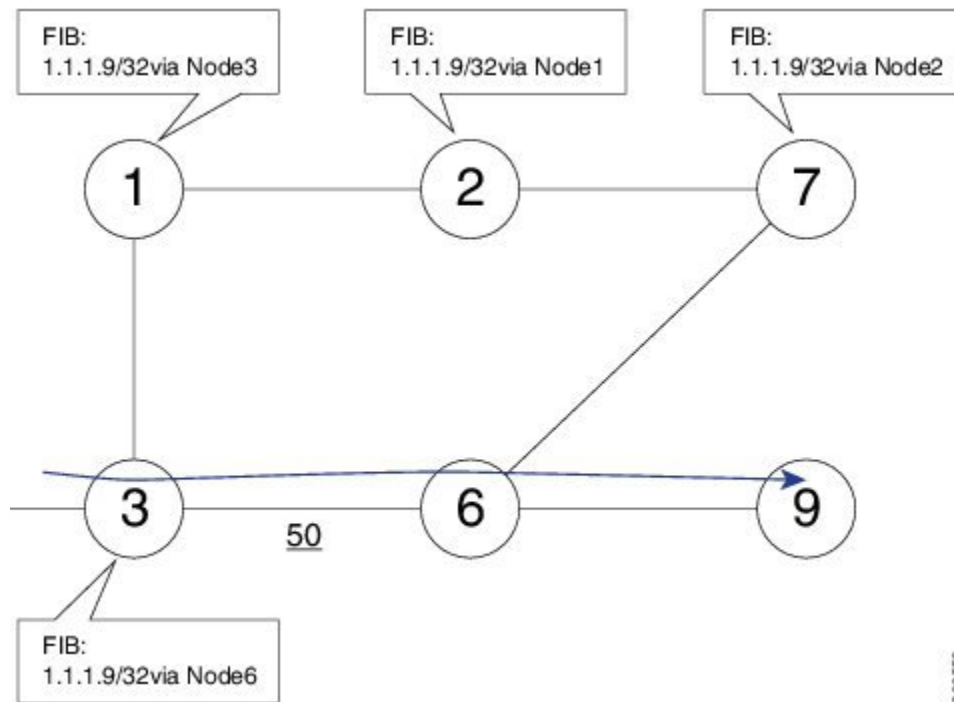 FIB:
1.1.1.9/32via Node3
FIB:
1.1.1.9/32via Node1
FIB:
1.1.1.9/32via Node2
1
2
7
3
6
9
50
FIB:
1.1.1.9/32via Node6